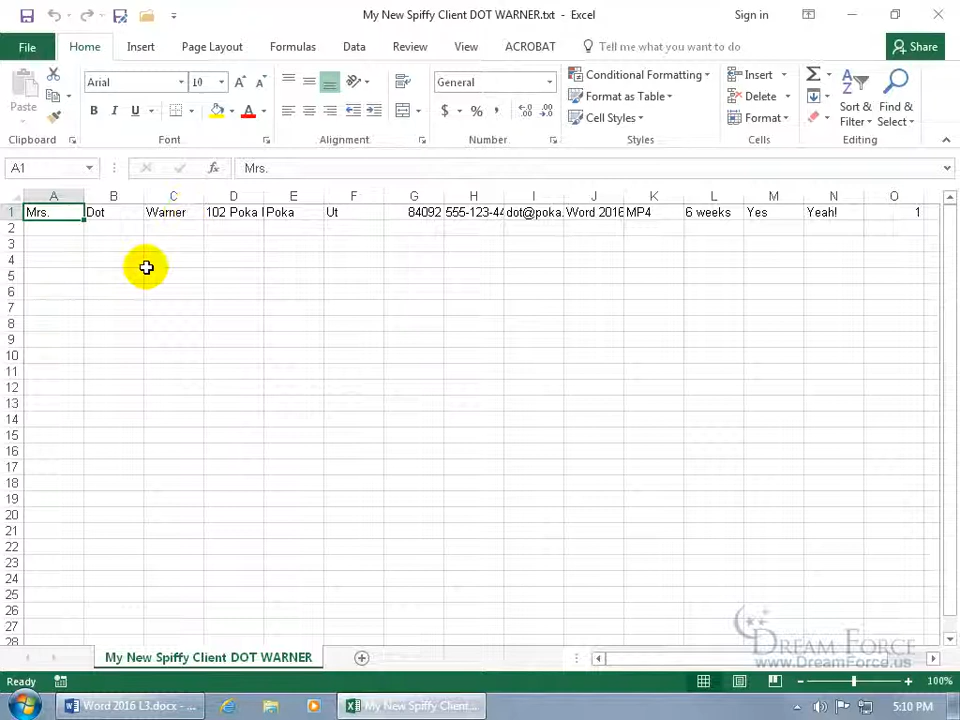 My New Spiffy Client DOT WARNER.txt - Excel
Sign in
File Home Insert Page Layout Formulas Data Review View ACROBAT Tell me what you want to do Share
Paste
Arial 10
B I U A
General
$ % ,
Conditional Formatting
Format as Table
Cell Styles
Insert
Delete
Format
Sort & Filter
Find & Select
Clipboard Font Alignment Number Styles Cells Editing
A1 fx Mrs.
A B C D E F G H I J K L M N O
1 Mrs. Dot Warner 102 Poka Poka Ut 84092 555-123-44 dot@poka. Word 2016 MP4 6 weeks Yes Yeah! 1
2
3
4
5
6
7
8
9
10
11
12
13
14
15
16
17
18
19
20
21
22
23
24
25
26
27
28
My New Spiffy Client DOT WARNER
DREAM FORCE
www.DreamForce.us
Ready 100%
Word 2016 L3.docx - ... My New Spiffy Client... 5:10 PM